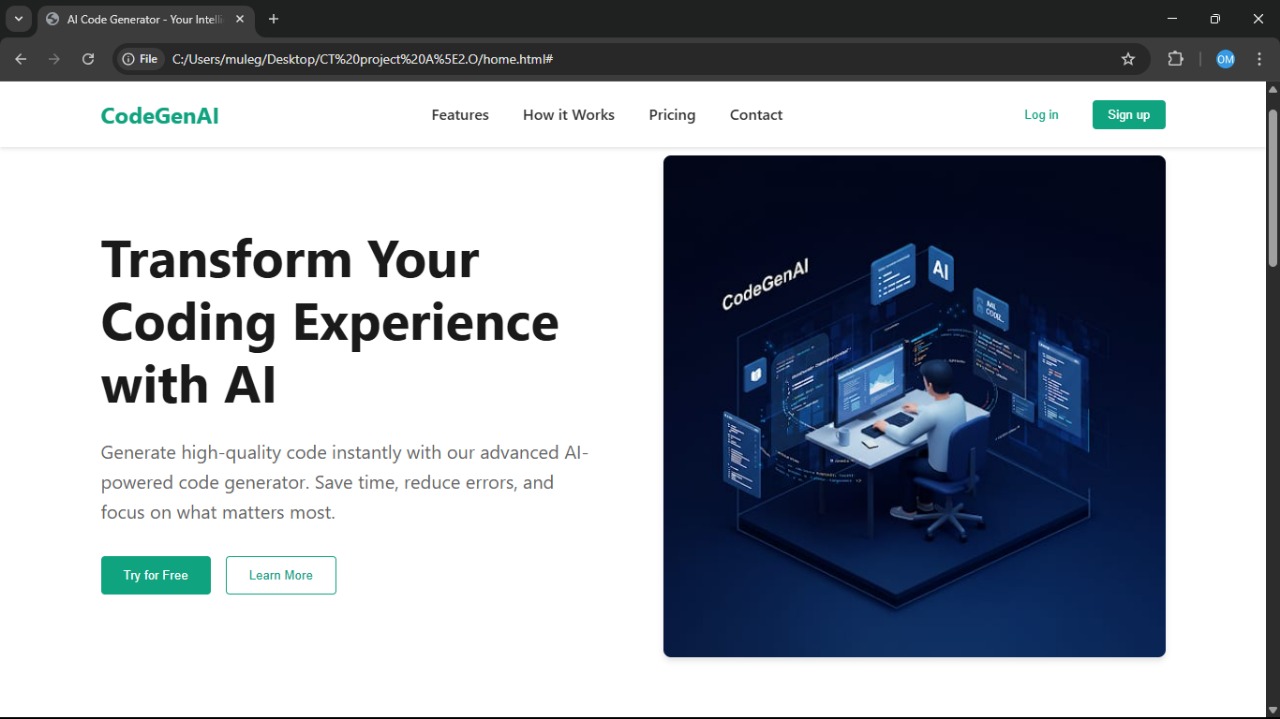 AI Code Generator - Your Intelli
File
C:/Users/muleg/Desktop/CT%20project%20A%5E2.O/home.html#
OM
CodeGenAI
Features
How it Works
Pricing
Contact
Log in
Sign up
Transform Your
Coding Experience
with AI
Generate high-quality code instantly with our advanced AI-
powered code generator. Save time, reduce errors, and
focus on what matters most.
Try for Free
Learn More
CodeGenAI
AI